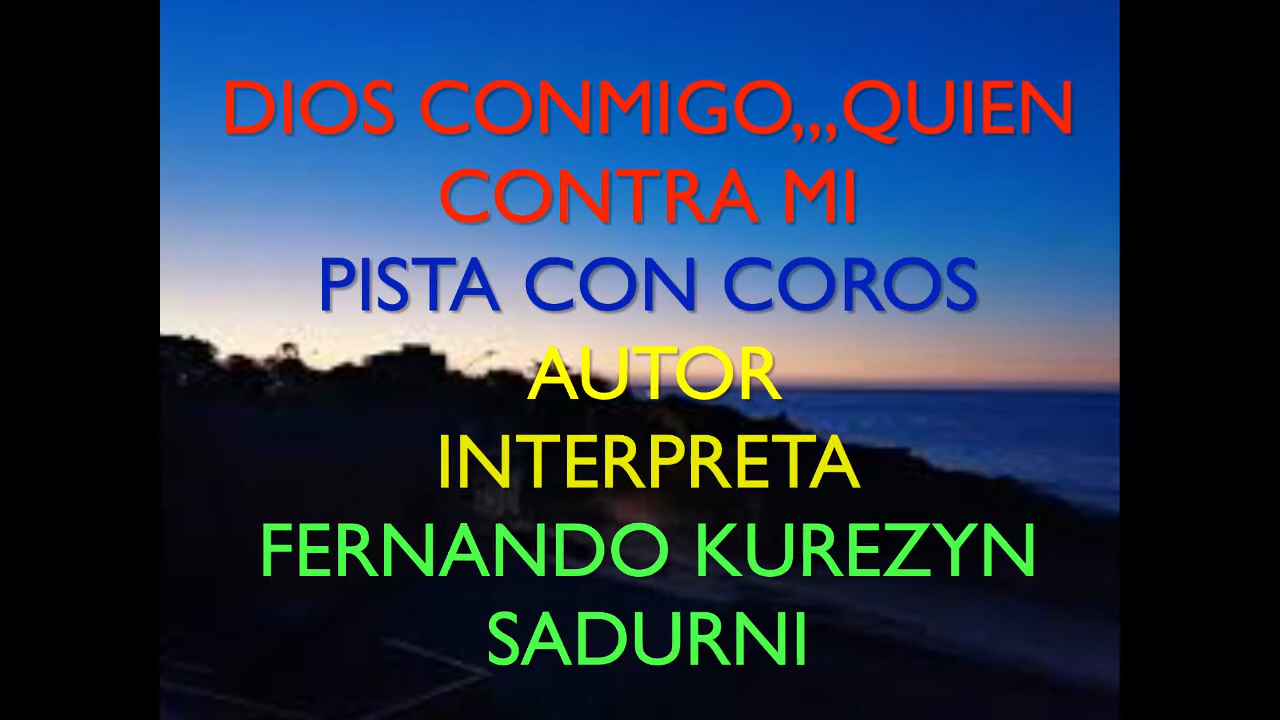 DIOS CONMIGO,,,QUIEN
CONTRA MI
PISTA CON COROS
AUTOR
INTERPRETA
FERNANDO KUREZYN
SADURNI